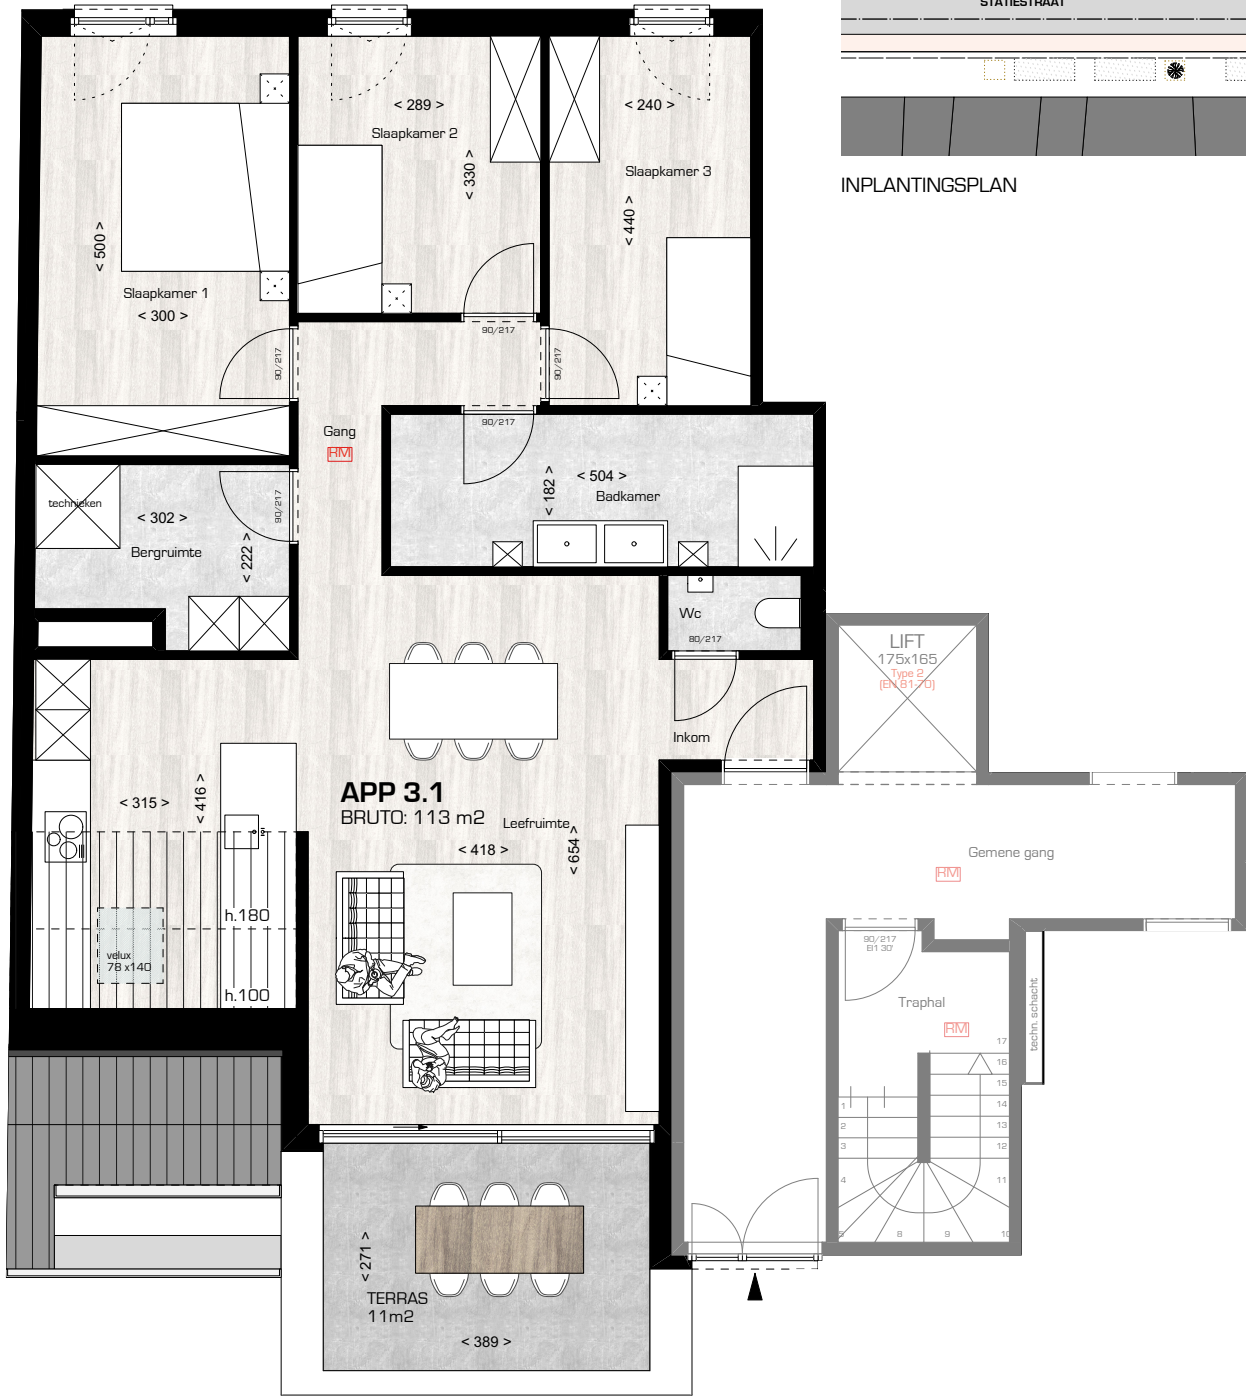 STATIESTRAAT
INPLANTINGSPLAN
< 289 >
Slaapkamer 2
< 330 >
< 240 >
Slaapkamer 3
< 440 >
< 500 >
Slaapkamer 1
< 300 >
90/217
90/217
90/217
90/217
Gang
RM
technieken
< 302 >
Bergruimte
< 222 >
90/217
< 182 >
< 504 >
Badkamer
Wc
80/217
Inkom
LIFT
175x165
Type 2
(EN 81-70)
< 315 >
< 416 >
APP 3.1
BRUTO: 113 m2
Leefruimte
< 418 >
< 654 >
Gemene gang
RM
h.180
velux
78 x140
h.100
90/217
EI1 30'
Traphal
RM
techn. schacht
17
16
15
14
13
12
11
10
9
8
5
4
3
2
1
< 271 >
TERRAS
11m2
< 389 >